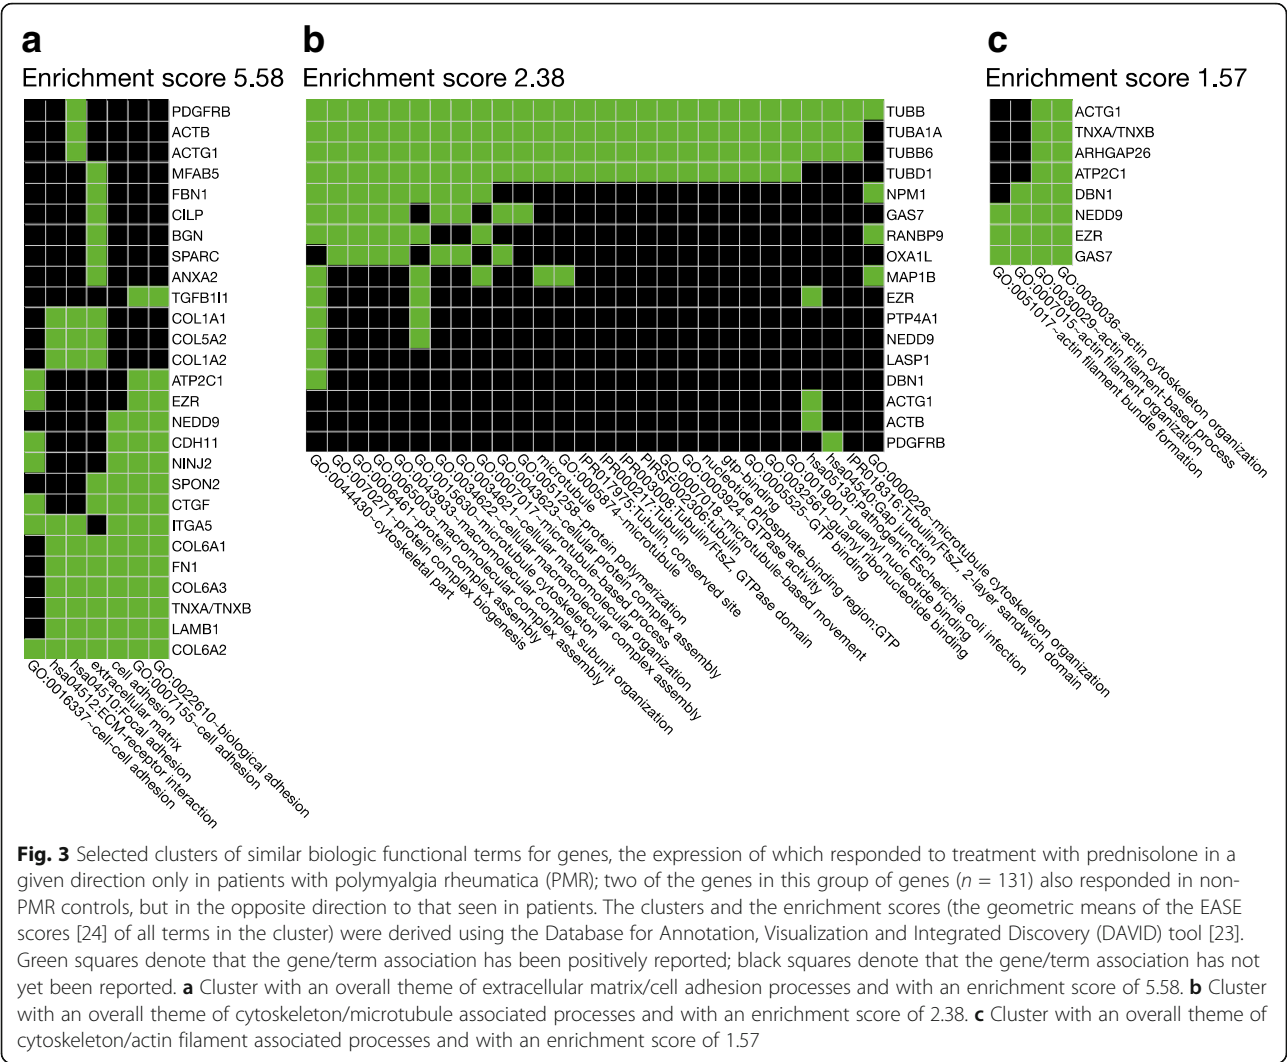 a
Enrichment score 5.58
PDGFRB
ACTB
ACTG1
MFAB5
FBN1
CILP
BGN
SPARC
ANXA2
TGFB1I1
COL1A1
COL5A2
COL1A2
ATP2C1
EZR
NEDD9
CDH11
NINJ2
SPON2
CTGF
ITGA5
COL6A1
FN1
COL6A3
TNXA/TNXB
LAMB1
COL6A2
GO:0016337~cell-cell adhesion
hsa04512:ECM-receptor interaction
hsa04510:Focal adhesion
extracellular matrix
cell adhesion
GO:0007155~cell adhesion
GO:0022610~biological adhesion
b
Enrichment score 2.38
TUBB
TUBA1A
TUBB6
TUBD1
NPM1
GAS7
RANBP9
OXA1L
MAP1B
EZR
PTP4A1
NEDD9
LASP1
DBN1
ACTG1
ACTB
PDGFRB
GO:0044430~cytoskeletal part
GO:0070271~protein complex biogenesis
GO:0006461~protein complex assembly
GO:0065003~macromolecular complex assembly
GO:0043933~macromolecular complex subunit organization
GO:0015630~microtubule cytoskeleton
GO:0034622~cellular macromolecular complex assembly
GO:0034621~cellular macromolecular organization
GO:0007017~microtubule-based process
GO:0043623~cellular protein complex assembly
GO:0051258~protein polymerization
microtubule
GO:0005874~microtubule
IPR017975:Tubulin, conserved site
IPR000217:Tubulin
IPR003008:Tubulin/FtsZ, GTPase domain
PIRSF002306:tubulin
GO:0007018~microtubule-based movement
GO:0003924~GTPase activity
nucleotide phosphate-binding region:GTP
gtp-binding
GO:0005525~GTP binding
GO:0032561~guanyl ribonucleotide binding
GO:0019001~guanyl nucleotide binding
hsa05130:Pathogenic Escherichia coli infection
hsa04540:Gap junction
IPR018316:Tubulin/FtsZ, 2-layer sandwich domain
GO:0000226~microtubule cytoskeleton organization
c
Enrichment score 1.57
ACTG1
TNXA/TNXB
ARHGAP26
ATP2C1
DBN1
NEDD9
EZR
GAS7
GO:0051017~actin filament bundle formation
GO:0007015~actin filament organization
GO:0030029~actin filament-based process
GO:0030036~actin cytoskeleton organization
Fig. 3 Selected clusters of similar biologic functional terms for genes, the expression of which responded to treatment with prednisolone in a
given direction only in patients with polymyalgia rheumatica (PMR); two of the genes in this group of genes (n = 131) also responded in non-
PMR controls, but in the opposite direction to that seen in patients. The clusters and the enrichment scores (the geometric means of the EASE
scores [24] of all terms in the cluster) were derived using the Database for Annotation, Visualization and Integrated Discovery (DAVID) tool [23].
Green squares denote that the gene/term association has been positively reported; black squares denote that the gene/term association has not
yet been reported. a Cluster with an overall theme of extracellular matrix/cell adhesion processes and with an enrichment score of 5.58. b Cluster
with an overall theme of cytoskeleton/microtubule associated processes and with an enrichment score of 2.38. c Cluster with an overall theme of
cytoskeleton/actin filament associated processes and with an enrichment score of 1.57